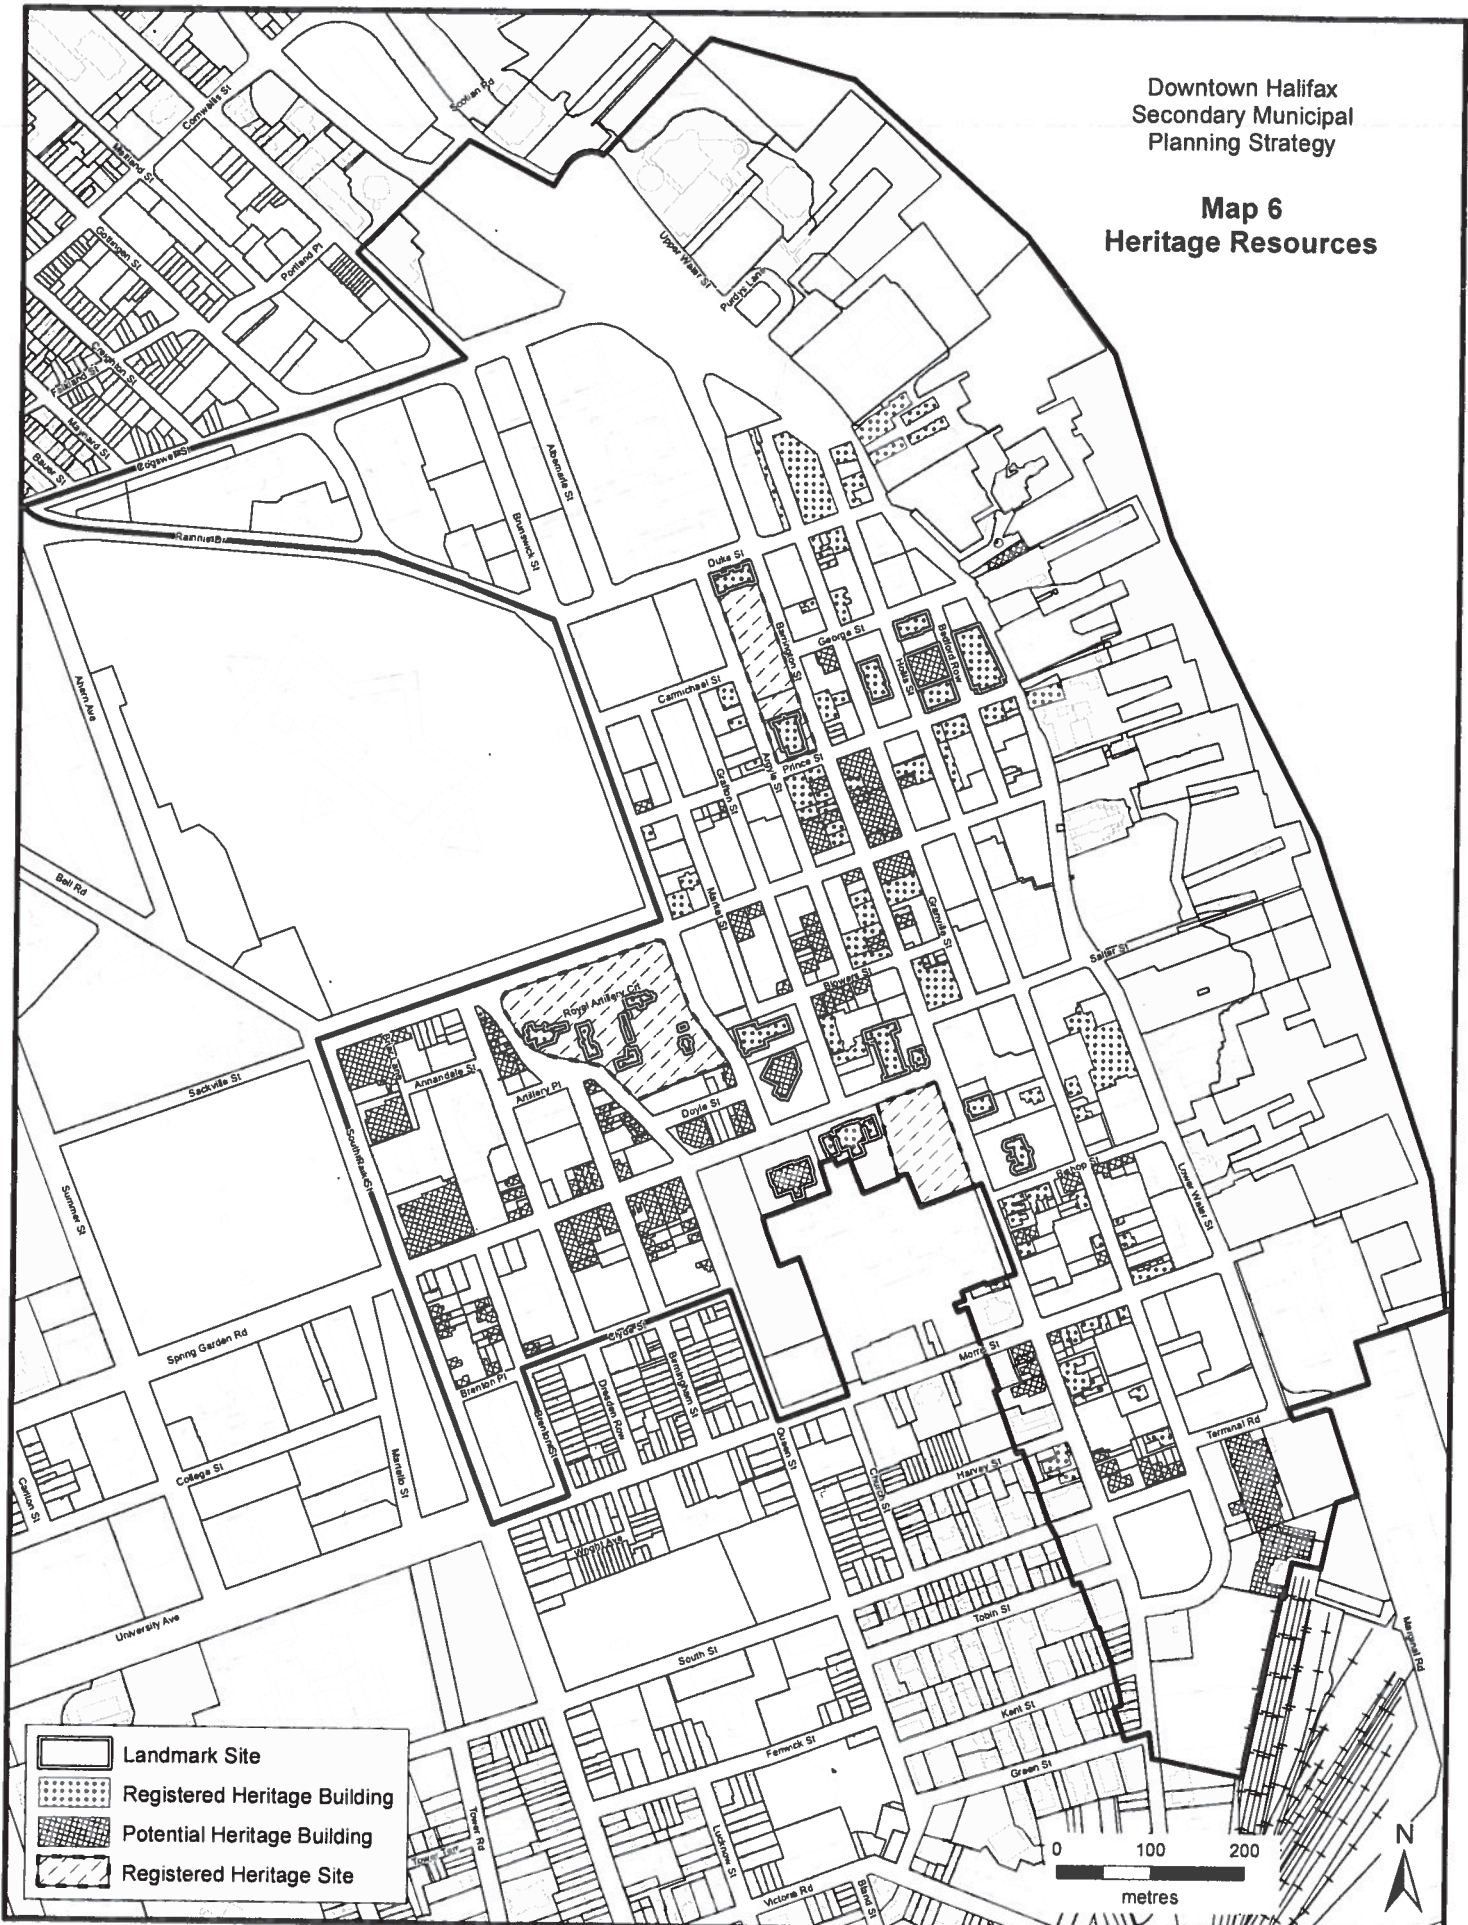 Downtown Halifax
Secondary Municipal
Planning Strategy
Map 6
Heritage Resources
Scotian Rd
Cornwallis St
Maitland St
Gottingen St
Portland Pl
Creighton St
Falkland St
Maynard St
Bauer St
Cogswell St
Rainnie Dr
Upper Water St
Purdys Lane
Albemarle St
Brunswick St
Duke St
Barrington St
George St
Bedford Row
Hollis St
Carmichael St
Ahern Ave
Argyle St
Prince St
Grafton St
Bell Rd
Market St
Granville St
Salter St
Blowers St
Royal Artillery Crt
Annandale St
Artillery Pl
Sackville St
Doyle St
South Park St
Bishop St
Lower Water St
Summer St
Clyde St
Morris St
Spring Garden Rd
Brenton Pl
Birmingham St
Dresden Row
Brenton St
Queen St
Terminal Rd
Martello St
College St
Carlton St
Church St
Harvey St
Wright Ave
University Ave
Tobin St
Marginal Rd
South St
Kent St
Fenwick St
Green St
Tower Rd
Tower Terr
Lucknow St
Victoria Rd
Bland St
Landmark Site
Registered Heritage Building
Potential Heritage Building
Registered Heritage Site
0 100 200
metres
N